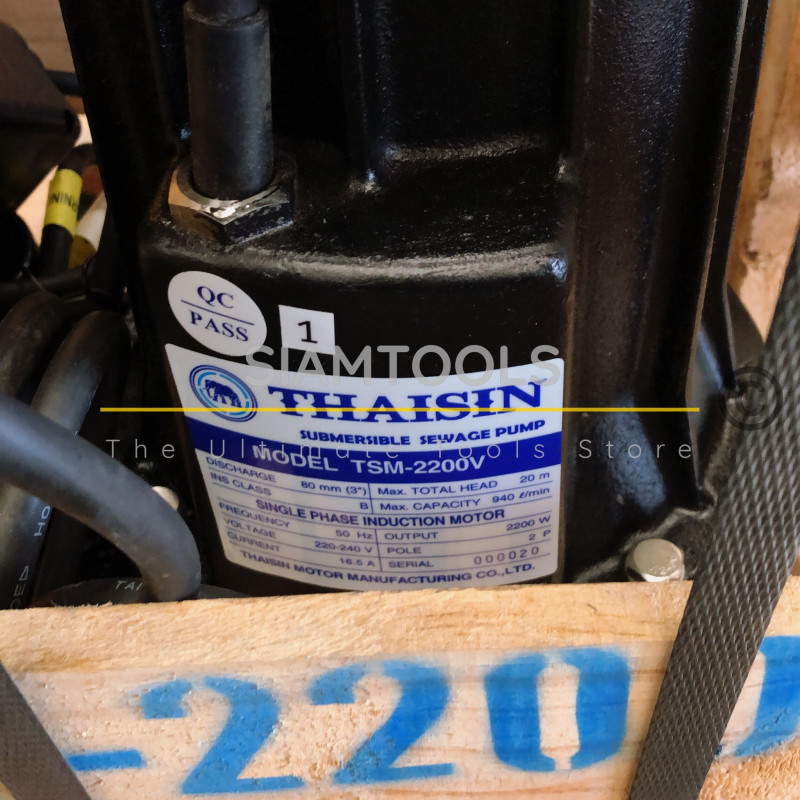 QC
PASS
1
SIAMTOOLS
THAISIN
The Ultimate Tools Store
SUBMERSIBLE SEWAGE PUMP
MODEL TSM-2200V
DISCHARGE 80 mm (3") Max. TOTAL HEAD 20 m
INS CLASS B Max. CAPACITY 940 ℓ/min
SINGLE PHASE INDUCTION MOTOR
FREQUENCY 50 Hz OUTPUT 2200 W
VOLTAGE 220-240 V POLE 2 P
CURRENT 16.5 A SERIAL 000020
THAISIN MOTOR MANUFACTURING CO.,LTD.
-220